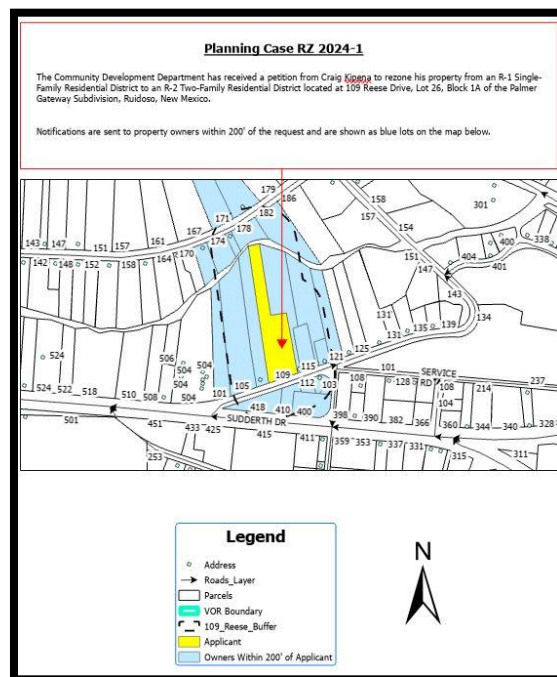 Planning Case RZ 2024-1
The Community Development Department has received a petition from Craig Kipena to rezone his property from an R-1 Single-
Family Residential District to an R-2 Two-Family Residential District located at 109 Reese Drive, Lot 26, Block 1A of the Palmer
Gateway Subdivision, Ruidoso, New Mexico.
Notifications are sent to property owners within 200' of the request and are shown as blue lots on the map below.
179
186
158
301
171
182
157
178
154
167
174
161
143 147 151 157
400 338
170
164
151
404
142 148 152 158
147
401
143
131
134
139
135
131
524
506
125
504
121
115
504
109
101
SERVICE
RD
237
112
105
103
108
128
108
214
504
101
104
524 522 518
510 508
418
410 400
398
390 382 366
360
344 340 328
SUDDERTH DR
501
451
433 425
415
411
359 353 337 331
315
311
253
Legend
Address
Roads_Layer
Parcels
VOR Boundary
109_Reese_Buffer
Applicant
Owners Within 200' of Applicant
N